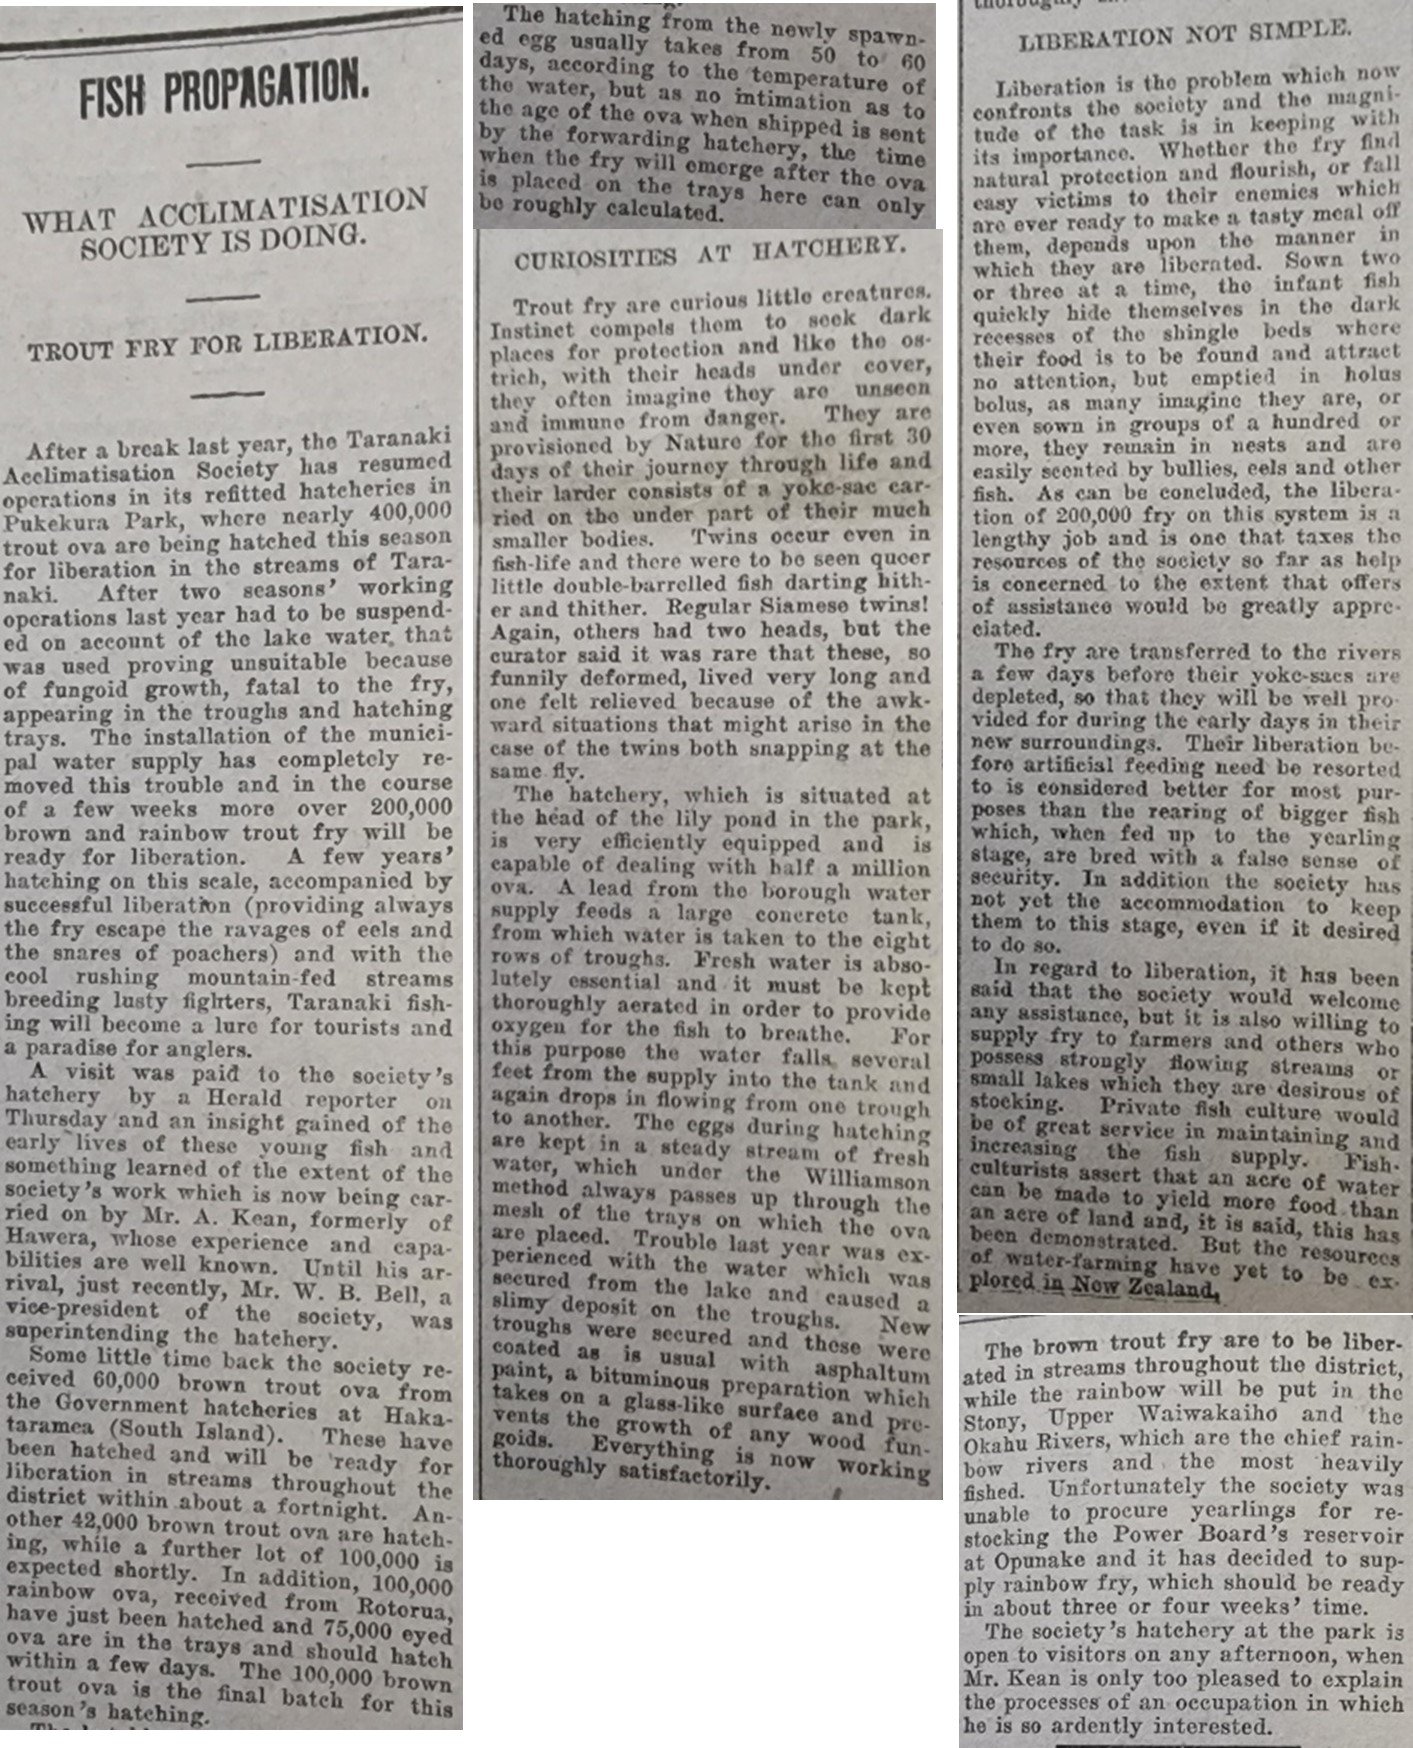 FISH PROPAGATION.
WHAT ACCLIMATISATION
SOCIETY IS DOING.
TROUT FRY FOR LIBERATION.
After a break last year, the Taranaki
Acclimatisation Society has resumed
operations in its refitted hatcheries in
Pukekura Park, where nearly 400,000
trout ova are being hatched this season
for liberation in the streams of Tara-
naki. After two seasons' working
operations last year had to be suspend-
ed on account of the lake water that
was used proving unsuitable because
of fungoid growth, fatal to the fry,
appearing in the troughs and hatching
trays. The installation of the munici-
pal water supply has completely re-
moved this trouble and in the course
of a few weeks more over 200,000
brown and rainbow trout fry will be
ready for liberation. A few years'
hatching on this scale, accompanied by
successful liberation (providing always
the fry escape the ravages of eels and
the snares of poachers) and with the
cool rushing mountain-fed streams
breeding lusty fighters, Taranaki fish-
ing will become a lure for tourists and
a paradise for anglers.
A visit was paid to the society's
hatchery by a Herald reporter on
Thursday and an insight gained of the
early lives of these young fish and
something learned of the extent of the
society's work which is now being car-
ried on by Mr. A. Kean, formerly of
Hawera, whose experience and capa-
bilities are well known. Until his ar-
rival, just recently, Mr. W. B. Bell, a
vice-president of the society, was
superintending the hatchery.
Some little time back the society re-
ceived 60,000 brown trout ova from
the Government hatcheries at Haka-
taramea (South Island). These have
been hatched and will be ready for
liberation in streams throughout the
district within about a fortnight. An-
other 42,000 brown trout ova are hatch-
ing, while a further lot of 100,000 is
expected shortly. In addition, 100,000
rainbow ova, received from Rotorua,
have just been hatched and 75,000 eyed
ova are in the trays and should hatch
within a few days. The 100,000 brown
trout ova is the final batch for this
season's hatching.
The hatching from the newly spawn-
ed egg usually takes from 50 to 60
days, according to the temperature of
the water, but as no intimation as to
the age of the ova when shipped is sent
by the forwarding hatchery, the time
when the fry will emerge after the ova
is placed on the trays here can only
be roughly calculated.
CURIOSITIES AT HATCHERY.
Trout fry are curious little creatures.
Instinct compels them to seek dark
places for protection and like the os-
trich, with their heads under cover,
they often imagine they are unseen
and immune from danger. They are
provisioned by Nature for the first 30
days of their journey through life and
their larder consists of a yoke-sac car-
ried on the under part of their much
smaller bodies. Twins occur even in
fish-life and there were to be seen queer
little double-barrelled fish darting hith-
er and thither. Regular Siamese twins!
Again, others had two heads, but the
curator said it was rare that these, so
funnily deformed, lived very long and
one felt relieved because of the awk-
ward situations that might arise in the
case of the twins both snapping at the
same fly.
The hatchery, which is situated at
the head of the lily pond in the park,
is very efficiently equipped and is
capable of dealing with half a million
ova. A lead from the borough water
supply feeds a large concrete tank,
from which water is taken to the eight
rows of troughs. Fresh water is abso-
lutely essential and it must be kept
thoroughly aerated in order to provide
oxygen for the fish to breathe. For
this purpose the water falls several
feet from the supply into the tank and
again drops in flowing from one trough
to another. The eggs during hatching
are kept in a steady stream of fresh
water, which under the Williamson
method always passes up through the
mesh of the trays on which the ova
are placed. Trouble last year was ex-
perienced with the water which was
secured from the lake and caused a
slimy deposit on the troughs. New
troughs were secured and these were
coated as is usual with asphaltum
paint, a bituminous preparation which
takes on a glass-like surface and pre-
vents the growth of any wood fun-
goids. Everything is now working
thoroughly satisfactorily.
LIBERATION NOT SIMPLE.
Liberation is the problem which now
confronts the society and the magni-
tude of the task is in keeping with
its importance. Whether the fry find
natural protection and flourish, or fall
easy victims to their enemies which
are ever ready to make a tasty meal off
them, depends upon the manner in
which they are liberated. Sown two
or three at a time, the infant fish
quickly hide themselves in the dark
recesses of the shingle beds where
their food is to be found and attract
no attention, but emptied in holus
bolus, as many imagine they are, or
even sown in groups of a hundred or
more, they remain in nests and are
easily scented by bullies, eels and other
fish. As can be concluded, the libera-
tion of 200,000 fry on this system is a
lengthy job and is one that taxes the
resources of the society so far as help
is concerned to the extent that offers
of assistance would be greatly appre-
ciated.
The fry are transferred to the rivers
a few days before their yoke-sacs are
depleted, so that they will be well pro-
vided for during the early days in their
new surroundings. Their liberation be-
fore artificial feeding need be resorted
to is considered better for most pur-
poses than the rearing of bigger fish
which, when fed up to the yearling
stage, are bred with a false sense of
security. In addition the society has
not yet the accommodation to keep
them to this stage, even if it desired
to do so.
In regard to liberation, it has been
said that the society would welcome
any assistance, but it is also willing to
supply fry to farmers and others who
possess strongly flowing streams or
small lakes which they are desirous of
stocking. Private fish culture would
be of great service in maintaining and
increasing the fish supply. Fish-
culturists assert that an acre of water
can be made to yield more food than
an acre of land and, it is said, this has
been demonstrated. But the resources
of water-farming have yet to be ex-
plored in New Zealand,
The brown trout fry are to be liber-
ated in streams throughout the district,
while the rainbow will be put in the
Stony, Upper Waiwakaiho and the
Okahu Rivers, which are the chief rain-
bow rivers and the most heavily
fished. Unfortunately the society was
unable to procure yearlings for re-
stocking the Power Board's reservoir
at Opunake and it has decided to sup-
ply rainbow fry, which should be ready
in about three or four weeks' time.
The society's hatchery at the park is
open to visitors on any afternoon, when
Mr. Kean is only too pleased to explain
the processes of an occupation in which
he is so ardently interested.